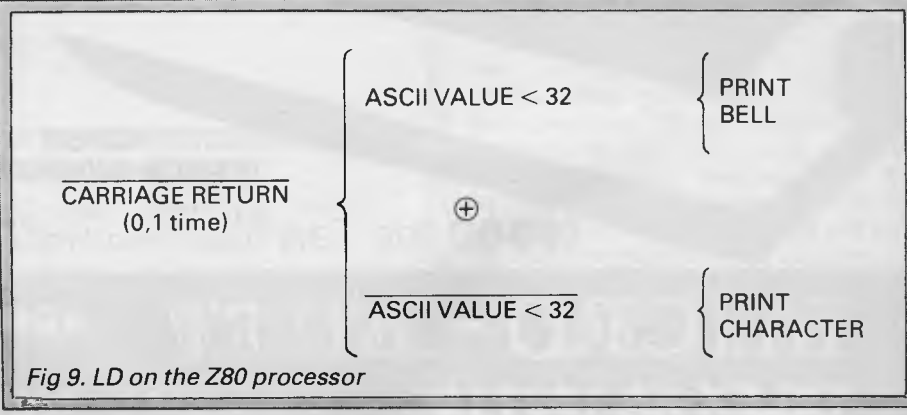 ASCII VALUE < 32
PRINT
BELL
CARRIAGE RETURN
(0,1 time)
⊕
ASCII VALUE < 32
PRINT
CHARACTER
Fig 9. LD on the Z80 processor